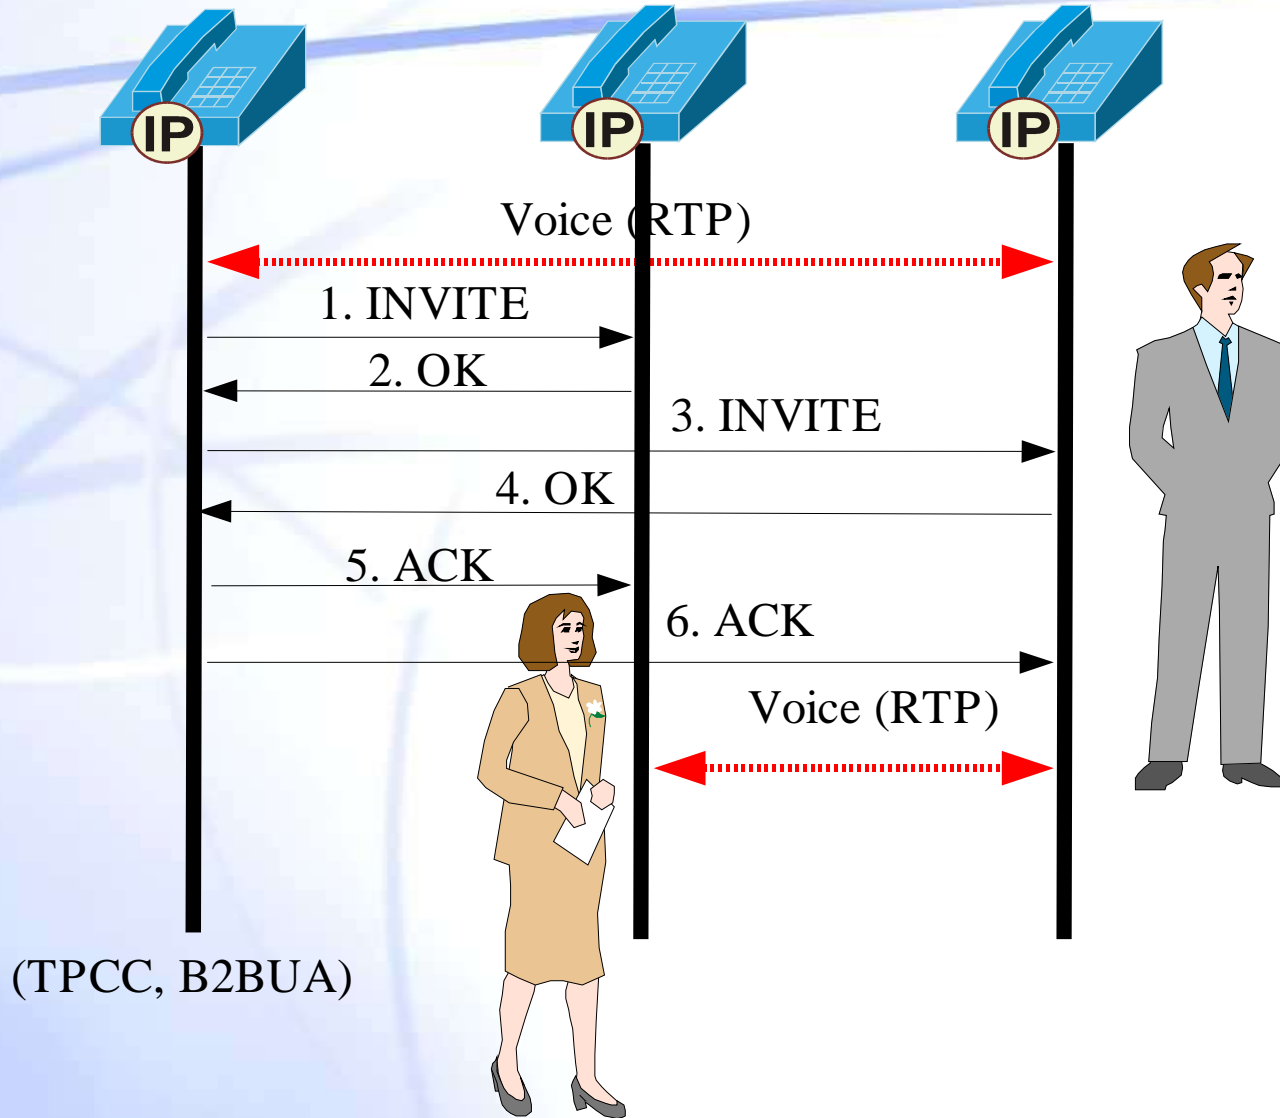 IP
IP
IP
Voice (RTP)
1. INVITE
2. OK
3. INVITE
4. OK
5. ACK
6. ACK
Voice (RTP)
(TPCC, B2BUA)